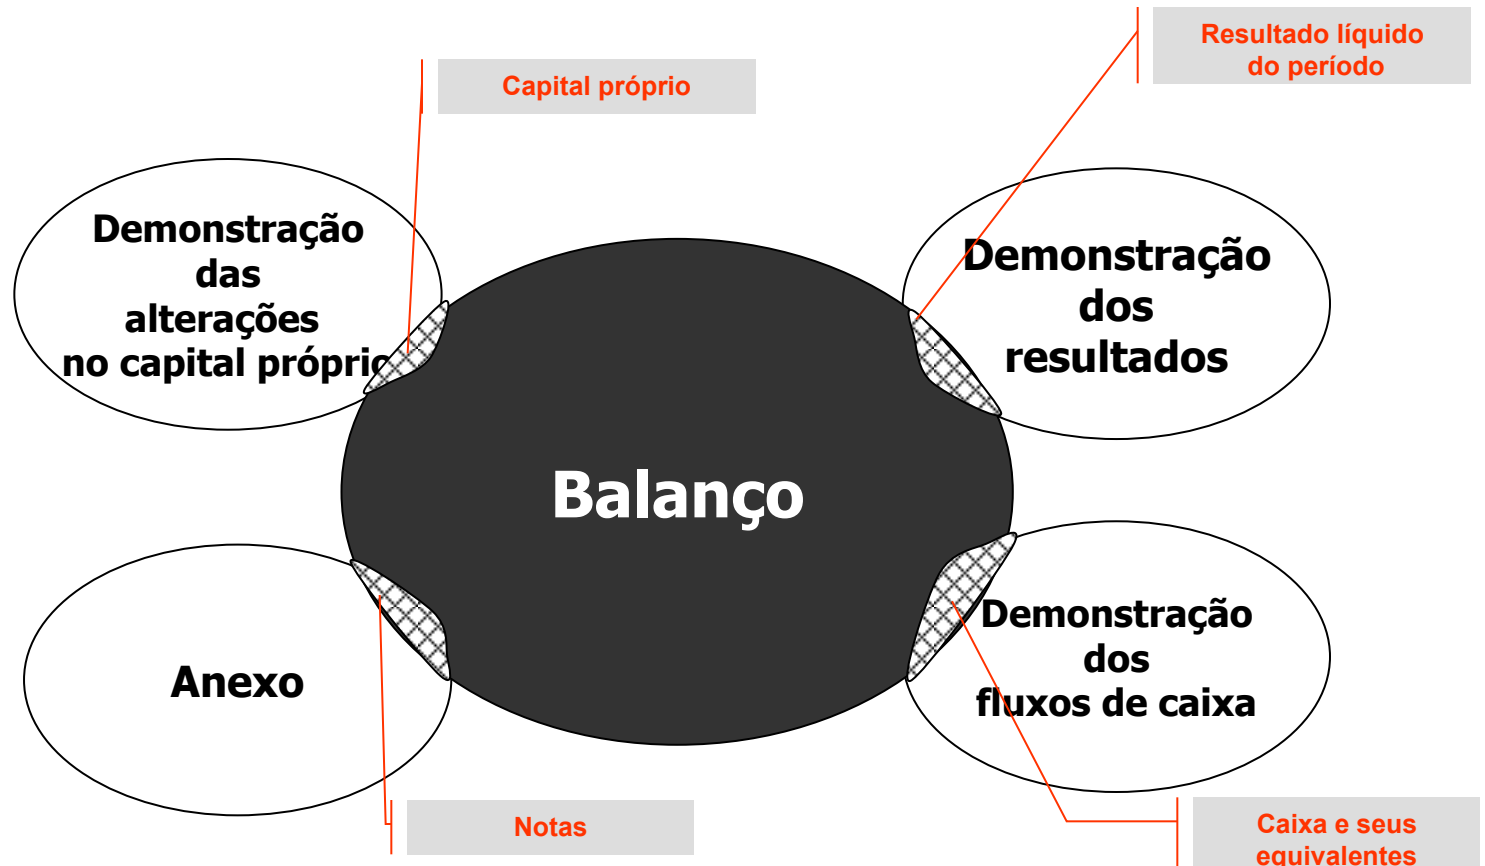 Resultado líquido
do período
Capital próprio
Demonstração
das
alterações
no capital próprio
Demonstração
dos
resultados
Balanço
Anexo
Demonstração
dos
fluxos de caixa
Notas
Caixa e seus
equivalentes